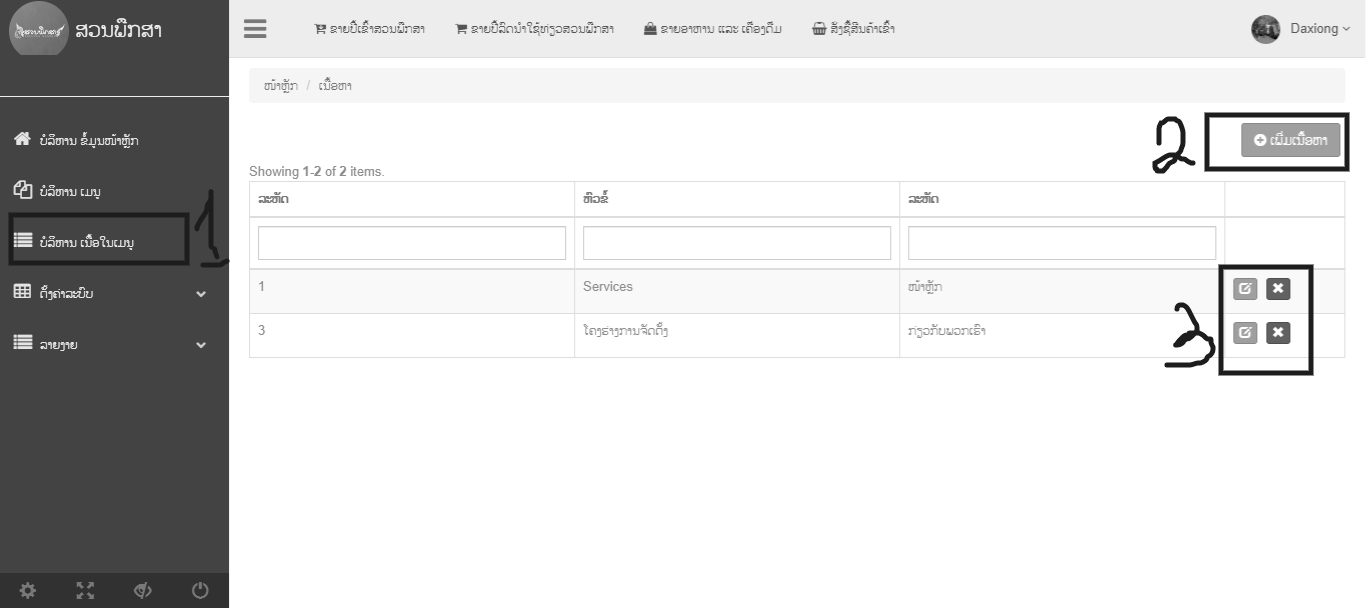 ສວນພຶກສາ
ຂາຍປີ້ເຂົ້າສວນພຶກສາ
ຂາຍປີ້ລົດນຳໃຊ້ທ່ຽວສວນພຶກສາ
ຂາຍອາຫານ ແລະ ເຄື່ອງດື່ມ
ສັ່ງຊື້ສິນຄ້າເຂົ້າ
Daxiong
ໜ້າຫຼັກ / ເນື້ອຫາ
ບໍລິຫານ ຂໍ້ມູນໜ້າຫຼັກ
ບໍລິຫານ ເມນູ
ບໍລິຫານ ເນື້ອໃນເມນູ
ຕັ້ງຄ່າລະບົບ
ລາຍງາຍ
1
2
ເພີ່ມເນື້ອຫາ
Showing 1-2 of 2 items.
ລະຫັດ ຫົວຂໍ້ ລະຫັດ
1 Services ໜ້າຫຼັກ
3 ໂຄງຮ່າງການຈັດຕັ້ງ ກ່ຽວກັບພວກເຮົາ
3